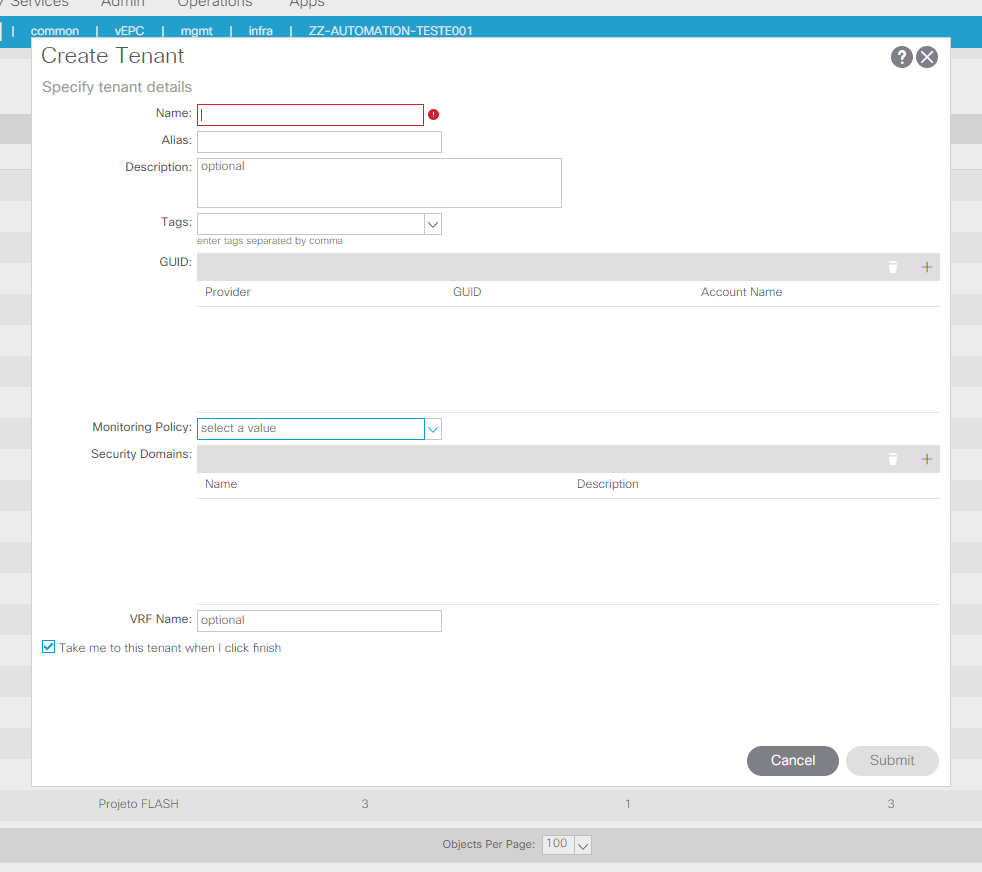 Services Admin Operations Apps
| common | vEPC | mgmt | infra | ZZ-AUTOMATION-TESTE001
Create Tenant
Specify tenant details
Name:
Alias:
Description: optional
Tags:
enter tags separated by comma
GUID:
Provider GUID Account Name
Monitoring Policy: select a value
Security Domains:
Name Description
VRF Name: optional
Take me to this tenant when I click finish
Cancel Submit
Projeto FLASH 3 1 3
Objects Per Page: 100